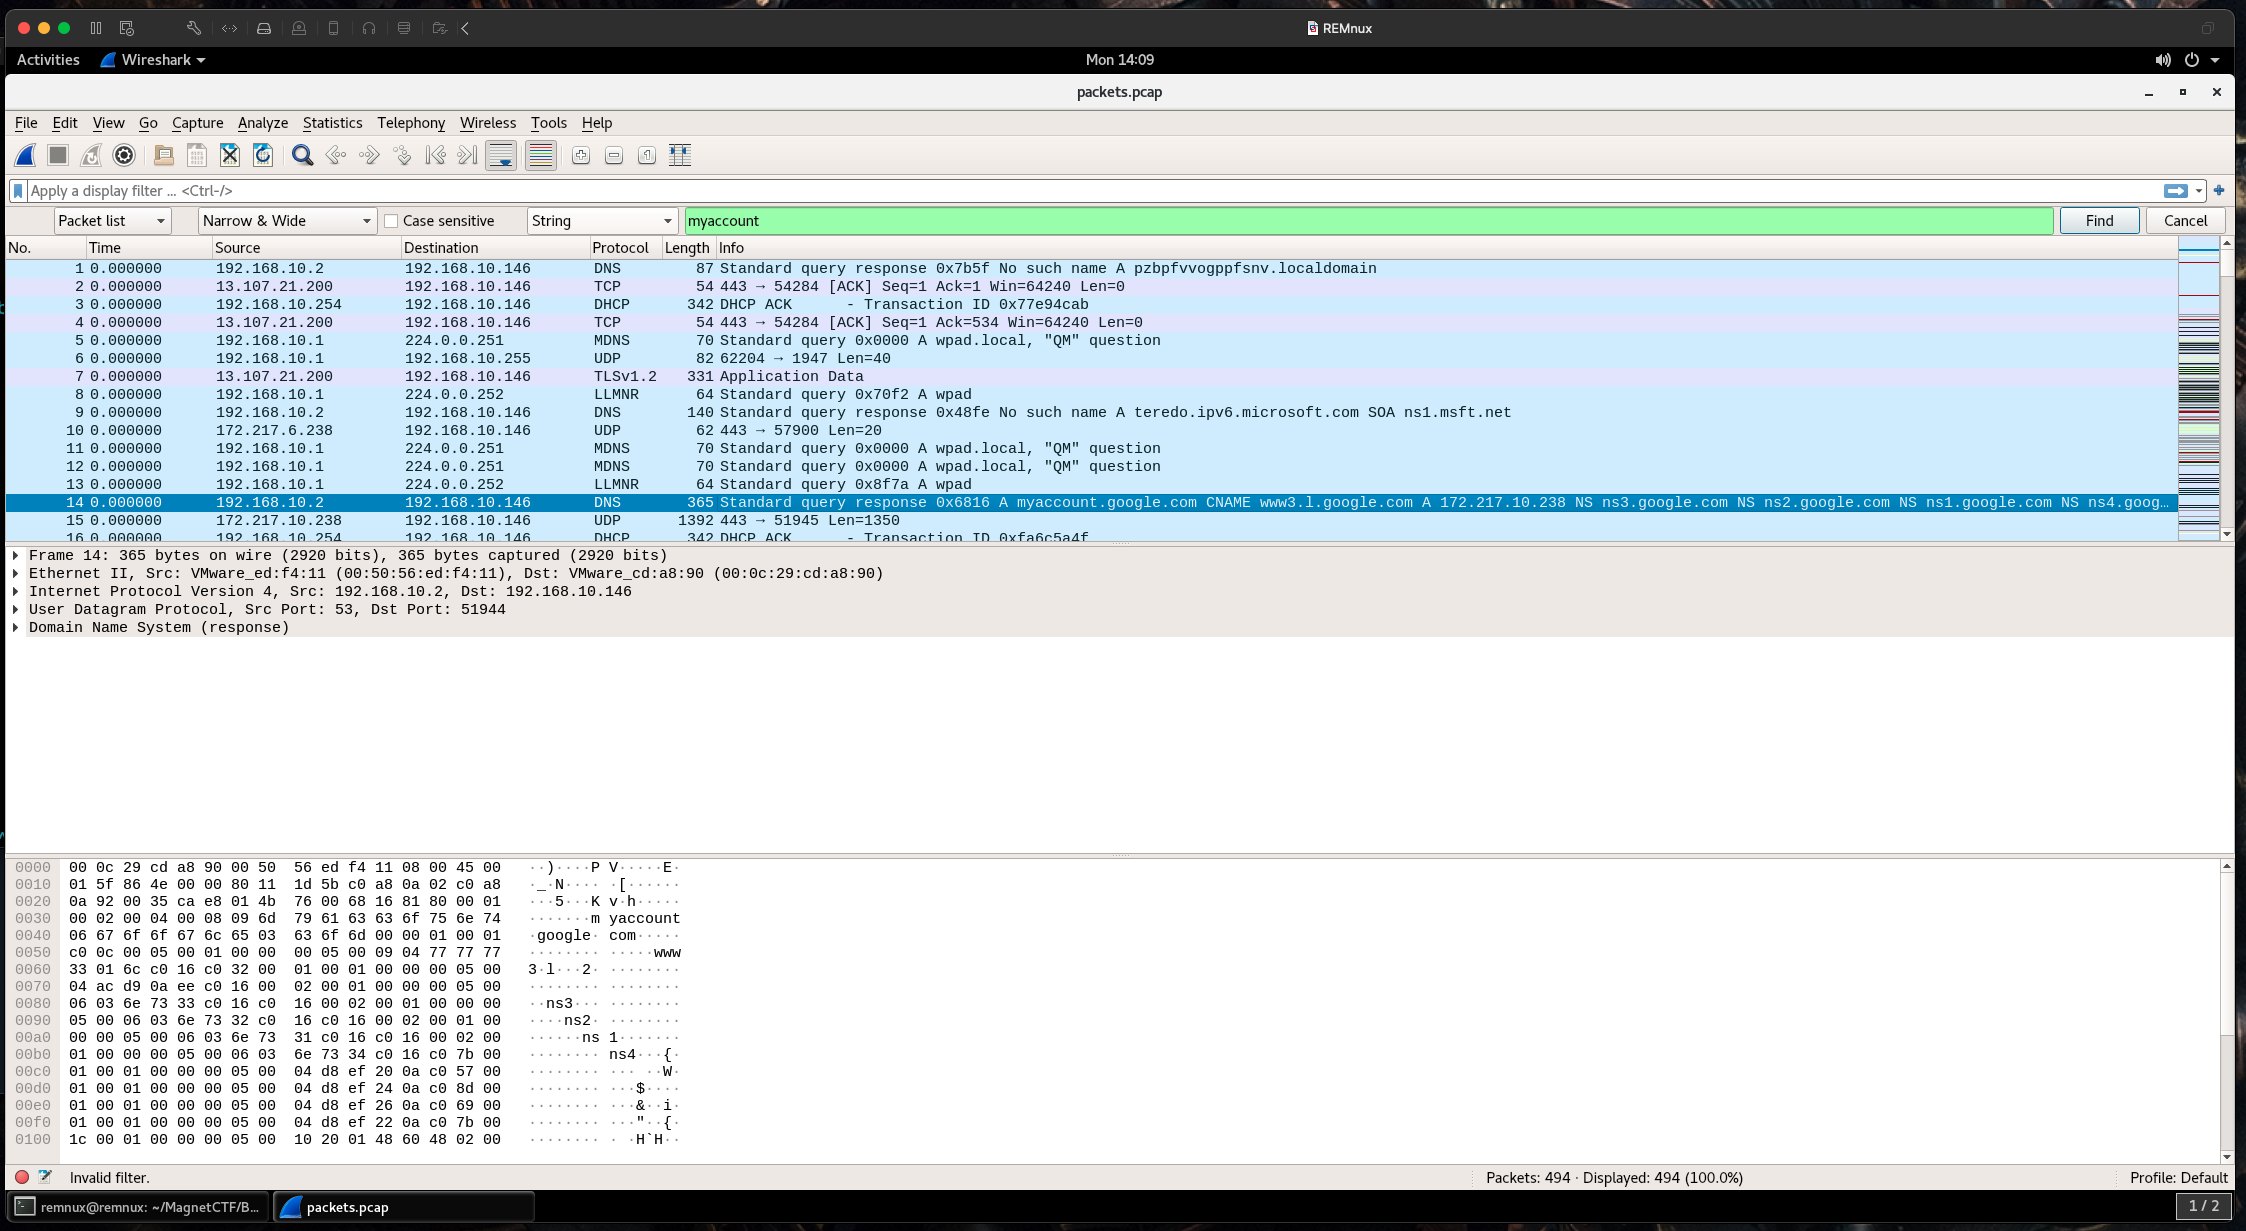 REMnux
Activities Wireshark Mon 14:09
packets.pcap
File Edit View Go Capture Analyze Statistics Telephony Wireless Tools Help
Apply a display filter ... <Ctrl-/>
Packet list Narrow & Wide Case sensitive String myaccount Find Cancel
No. Time Source Destination Protocol Length Info
1 0.000000 192.168.10.2 192.168.10.146 DNS 87 Standard query response 0x7b5f No such name A pzbpfvvogppfsnv.localdomain
2 0.000000 13.107.21.200 192.168.10.146 TCP 54 443 → 54284 [ACK] Seq=1 Ack=1 Win=64240 Len=0
3 0.000000 192.168.10.254 192.168.10.146 DHCP 342 DHCP ACK - Transaction ID 0x77e94cab
4 0.000000 13.107.21.200 192.168.10.146 TCP 54 443 → 54284 [ACK] Seq=1 Ack=534 Win=64240 Len=0
5 0.000000 192.168.10.1 224.0.0.251 MDNS 70 Standard query 0x0000 A wpad.local, "QM" question
6 0.000000 192.168.10.1 192.168.10.255 UDP 82 62204 → 1947 Len=40
7 0.000000 13.107.21.200 192.168.10.146 TLSv1.2 331 Application Data
8 0.000000 192.168.10.1 224.0.0.252 LLMNR 64 Standard query 0x70f2 A wpad
9 0.000000 192.168.10.2 192.168.10.146 DNS 140 Standard query response 0x48fe No such name A teredo.ipv6.microsoft.com SOA ns1.msft.net
10 0.000000 172.217.6.238 192.168.10.146 UDP 62 443 → 57900 Len=20
11 0.000000 192.168.10.1 224.0.0.251 MDNS 70 Standard query 0x0000 A wpad.local, "QM" question
12 0.000000 192.168.10.1 224.0.0.251 MDNS 70 Standard query 0x0000 A wpad.local, "QM" question
13 0.000000 192.168.10.1 224.0.0.252 LLMNR 64 Standard query 0x8f7a A wpad
14 0.000000 192.168.10.2 192.168.10.146 DNS 365 Standard query response 0x6816 A myaccount.google.com CNAME www3.l.google.com A 172.217.10.238 NS ns3.google.com NS ns2.google.com NS ns1.google.com NS ns4.goog…
15 0.000000 172.217.10.238 192.168.10.146 UDP 1392 443 → 51945 Len=1350
16 0.000000 192.168.10.254 192.168.10.146 DHCP 342 DHCP ACK - Transaction ID 0xfa6c5a4f
Frame 14: 365 bytes on wire (2920 bits), 365 bytes captured (2920 bits)
Ethernet II, Src: VMware_ed:f4:11 (00:50:56:ed:f4:11), Dst: VMware_cd:a8:90 (00:0c:29:cd:a8:90)
Internet Protocol Version 4, Src: 192.168.10.2, Dst: 192.168.10.146
User Datagram Protocol, Src Port: 53, Dst Port: 51944
Domain Name System (response)
0000 00 0c 29 cd a8 90 00 50 56 ed f4 11 08 00 45 00 ··)····P V·····E·
0010 01 5f 86 4e 00 00 80 11 1d 5b c0 a8 0a 02 c0 a8 ·_·N···· ·[······
0020 0a 92 00 35 ca e8 01 4b 76 00 68 16 81 80 00 01 ···5···K v·h·····
0030 00 02 00 04 00 08 09 6d 79 61 63 63 6f 75 6e 74 ·······m yaccount
0040 06 67 6f 6f 67 6c 65 03 63 6f 6d 00 00 01 00 01 ·google· com·····
0050 c0 0c 00 05 00 01 00 00 00 05 00 09 04 77 77 77 ········ ·····www
0060 33 01 6c c0 16 c0 32 00 01 00 01 00 00 00 05 00 3·l···2· ········
0070 04 ac d9 0a ee c0 16 00 02 00 01 00 00 00 05 00 ········ ········
0080 06 03 6e 73 33 c0 16 c0 16 00 02 00 01 00 00 00 ··ns3··· ········
0090 05 00 06 03 6e 73 32 c0 16 c0 16 00 02 00 01 00 ····ns2· ········
00a0 00 00 05 00 06 03 6e 73 31 c0 16 c0 16 00 02 00 ······ns 1·······
00b0 01 00 00 00 05 00 06 03 6e 73 34 c0 16 c0 7b 00 ········ ns4···{·
00c0 01 00 01 00 00 00 05 00 04 d8 ef 20 0a c0 57 00 ········ ··· ··W·
00d0 01 00 01 00 00 00 05 00 04 d8 ef 24 0a c0 8d 00 ········ ···$····
00e0 01 00 01 00 00 00 05 00 04 d8 ef 26 0a c0 69 00 ········ ···&··i·
00f0 01 00 01 00 00 00 05 00 04 d8 ef 22 0a c0 7b 00 ········ ···"··{·
0100 1c 00 01 00 00 00 05 00 10 20 01 48 60 48 02 00 ········ · ·H`H··
Invalid filter. Packets: 494 · Displayed: 494 (100.0%) Profile: Default
remnux@remnux: ~/MagnetCTF/B… packets.pcap 1 / 2